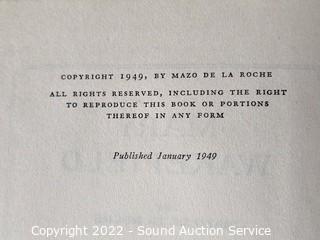 COPYRIGHT 1949, BY MAZO DE LA ROCHE
ALL RIGHTS RESERVED, INCLUDING THE RIGHT
TO REPRODUCE THIS BOOK OR PORTIONS
THEREOF IN ANY FORM
Published January 1949
Copyright 2022 - Sound Auction Service